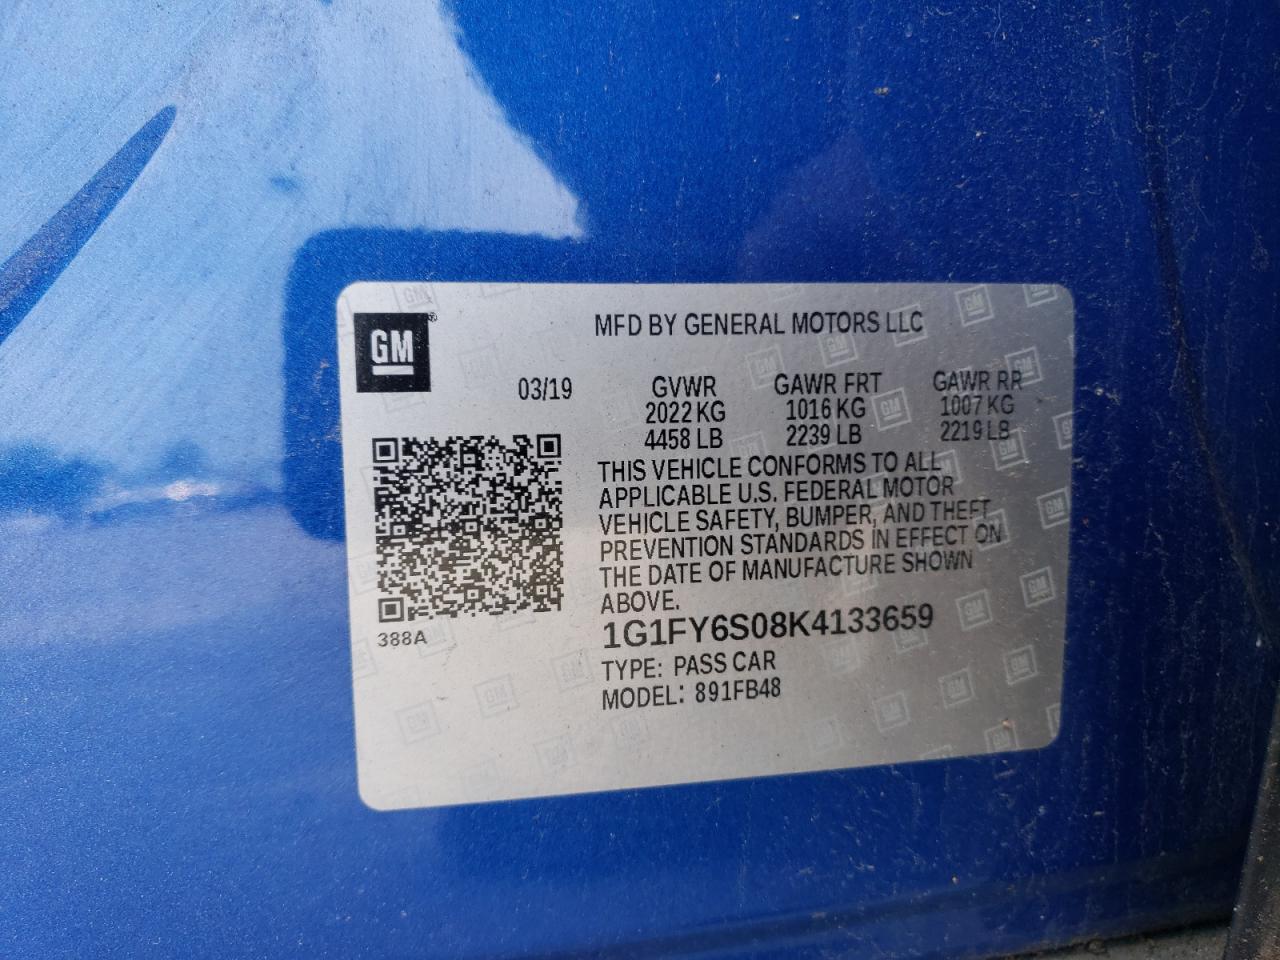 GM®
MFD BY GENERAL MOTORS LLC
03/19 GVWR GAWR FRT GAWR RR
2022 KG 1016 KG 1007 KG
4458 LB 2239 LB 2219 LB
THIS VEHICLE CONFORMS TO ALL
APPLICABLE U.S. FEDERAL MOTOR
VEHICLE SAFETY, BUMPER, AND THEFT
PREVENTION STANDARDS IN EFFECT ON
THE DATE OF MANUFACTURE SHOWN
ABOVE.
388A
1G1FY6S08K4133659
TYPE: PASS CAR
MODEL: 891FB48